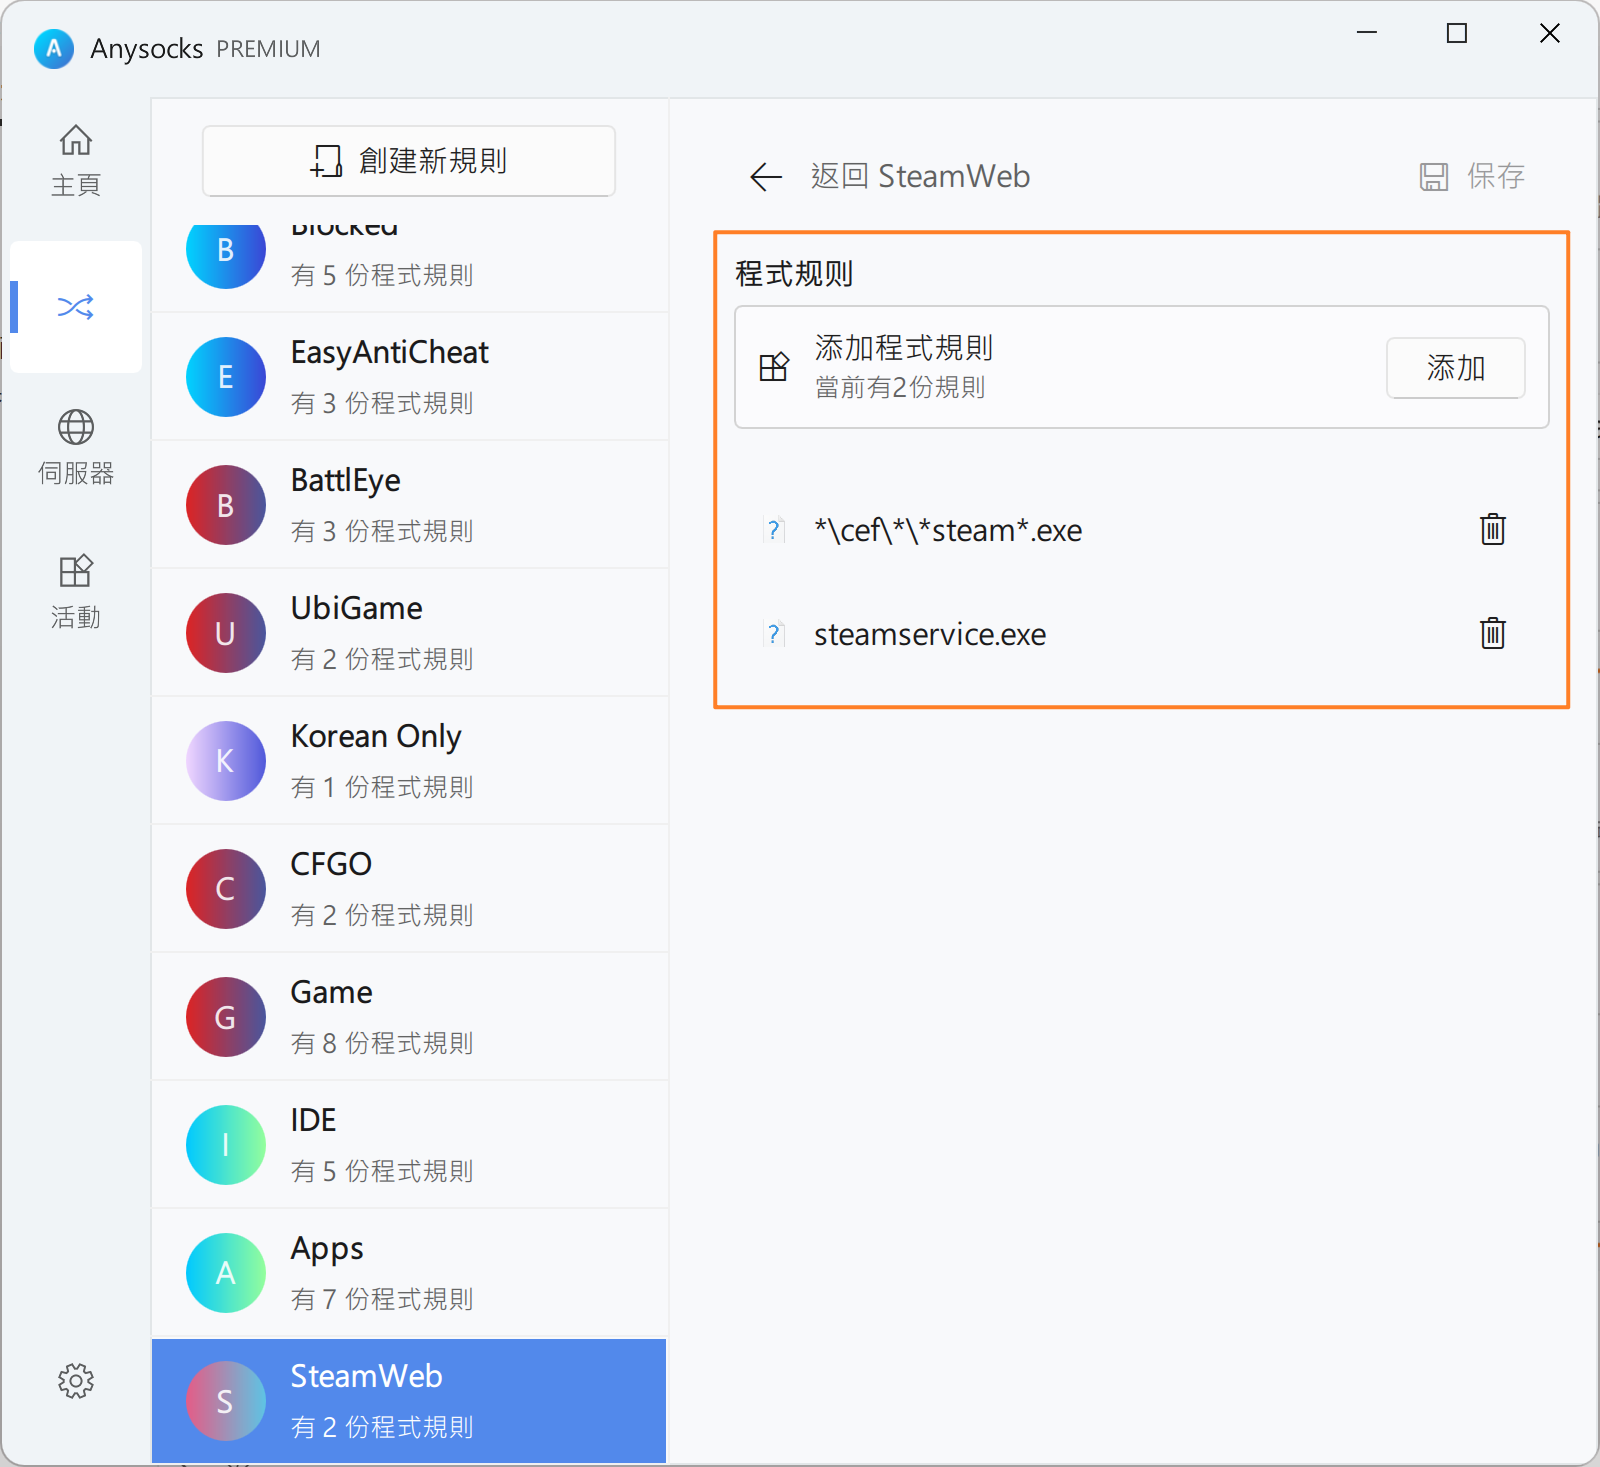 A Anysocks PREMIUM
主頁
伺服器
活動
創建新規則
B Blocked
有 5 份程式規則
E EasyAntiCheat
有 3 份程式規則
B BattlEye
有 3 份程式規則
U UbiGame
有 2 份程式規則
K Korean Only
有 1 份程式規則
C CFGO
有 2 份程式規則
G Game
有 8 份程式規則
I IDE
有 5 份程式規則
A Apps
有 7 份程式規則
S SteamWeb
有 2 份程式規則
返回 SteamWeb
保存
程式规则
添加程式規則
當前有2份規則
添加
*\cef\*\*steam*.exe
steamservice.exe